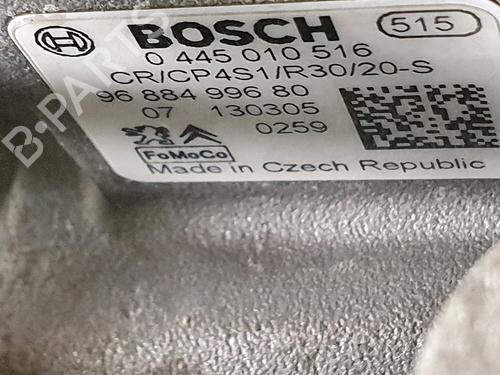 BOSCH 515
0 445 010 516
CR/CP4S1/R30/20-S
96 884 996 80
07 130305
0259
FoMoCo
Made in Czech Republic
B-PARTS